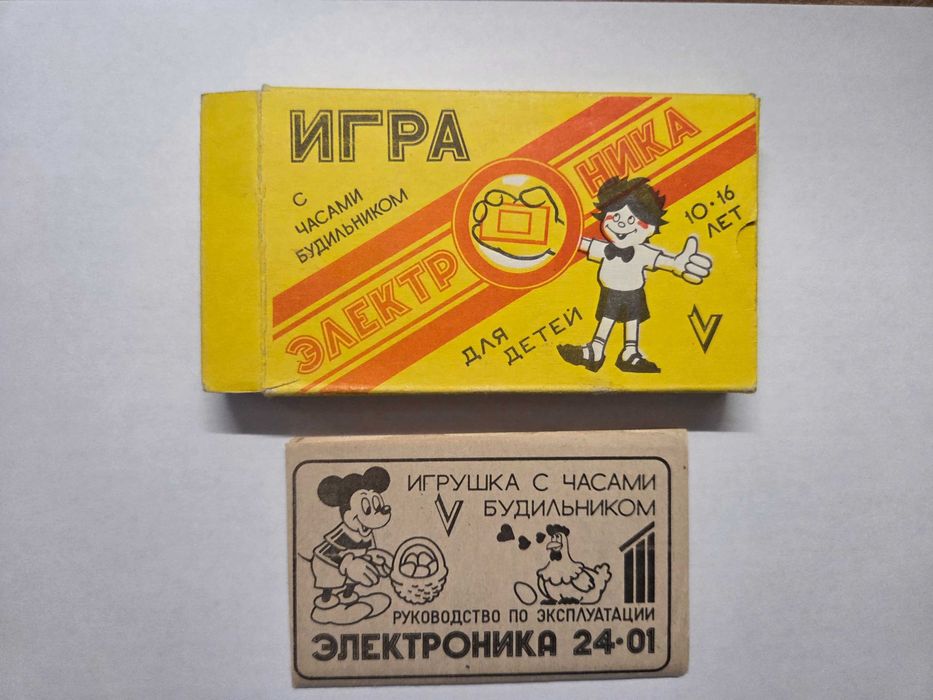 ИГРА
С
ЧАСАМИ
БУДИЛЬНИКОМ
ЭЛЕКТРОНИКА
10·16
ЛЕТ
ДЛЯ
ДЕТЕЙ
ИГРУШКА С ЧАСАМИ
БУДИЛЬНИКОМ
РУКОВОДСТВО ПО ЭКСПЛУАТАЦИИ
ЭЛЕКТРОНИКА 24·01